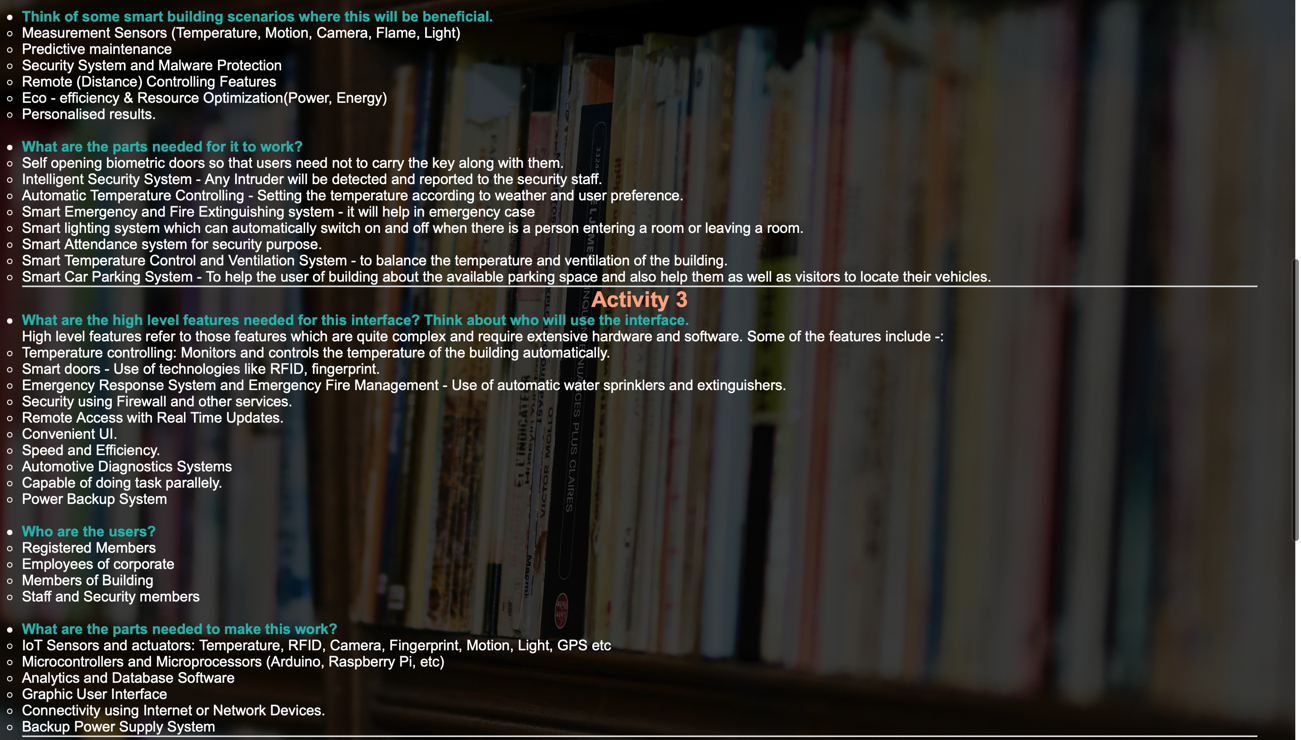 Think of some smart building scenarios where this will be beneficial.
Measurement Sensors (Temperature, Motion, Camera, Flame, Light)
Predictive maintenance
Security System and Malware Protection
Remote (Distance) Controlling Features
Eco - efficiency & Resource Optimization(Power, Energy)
Personalised results.
What are the parts needed for it to work?
Self opening biometric doors so that users need not to carry the key along with them.
Intelligent Security System - Any Intruder will be detected and reported to the security staff.
Automatic Temperature Controlling - Setting the temperature according to weather and user preference.
Smart Emergency and Fire Extinguishing system - it will help in emergency case
Smart lighting system which can automatically switch on and off when there is a person entering a room or leaving a room.
Smart Attendance system for security purpose.
Smart Temperature Control and Ventilation System - to balance the temperature and ventilation of the building.
Smart Car Parking System - To help the user of building about the available parking space and also help them as well as visitors to locate their vehicles.
Activity 3
What are the high level features needed for this interface? Think about who will use the interface.
High level features refer to those features which are quite complex and require extensive hardware and software. Some of the features include -:
Temperature controlling: Monitors and controls the temperature of the building automatically.
Smart doors - Use of technologies like RFID, fingerprint.
Emergency Response System and Emergency Fire Management - Use of automatic water sprinklers and extinguishers.
Security using Firewall and other services.
Remote Access with Real Time Updates.
Convenient UI.
Speed and Efficiency.
Automotive Diagnostics Systems
Capable of doing task parallely.
Power Backup System
Who are the users?
Registered Members
Employees of corporate
Members of Building
Staff and Security members
What are the parts needed to make this work?
IoT Sensors and actuators: Temperature, RFID, Camera, Fingerprint, Motion, Light, GPS etc
Microcontrollers and Microprocessors (Arduino, Raspberry Pi, etc)
Analytics and Database Software
Graphic User Interface
Connectivity using Internet or Network Devices.
Backup Power Supply System
PLUS CLAIRES
VICTOR MOLLO